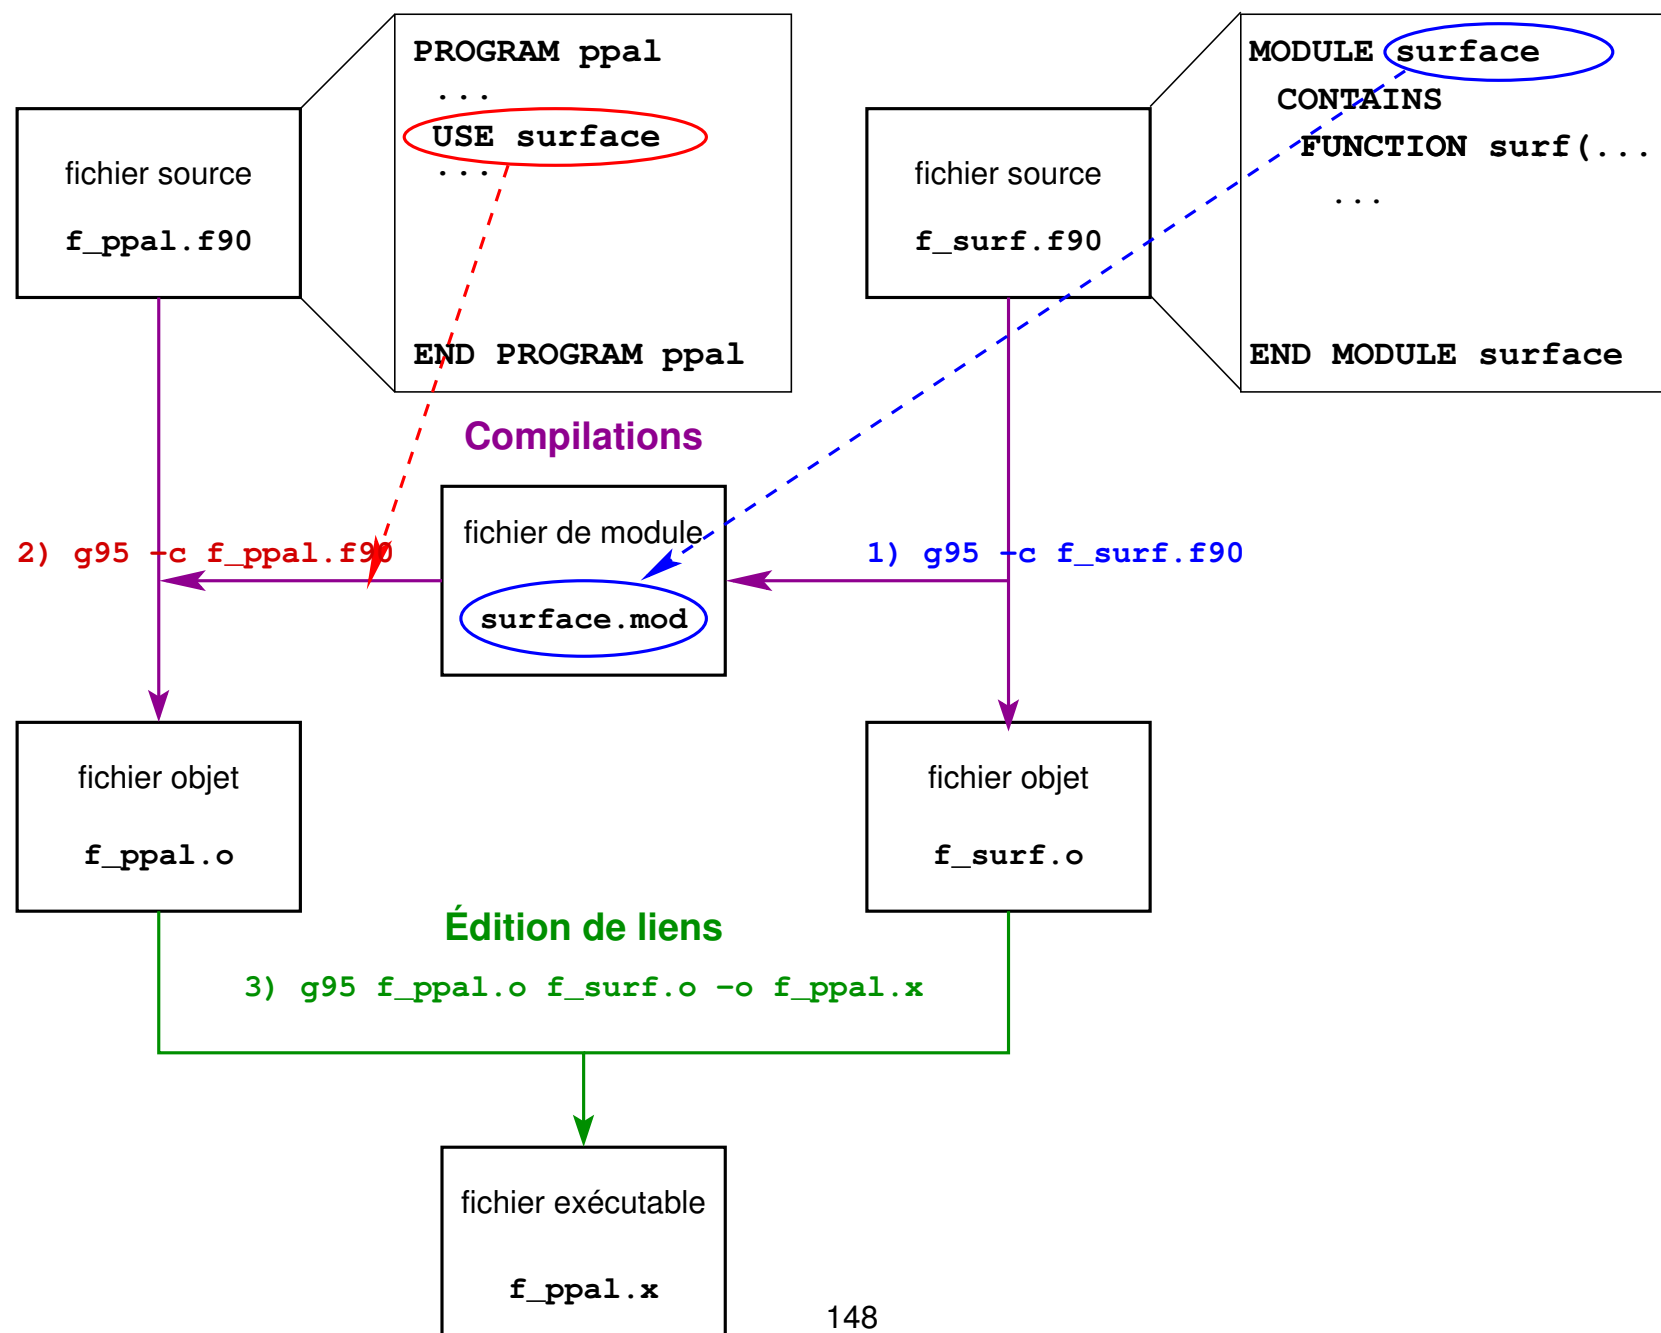 PROGRAM ppal
...
USE surface
...
END PROGRAM ppal
MODULE surface
CONTAINS
FUNCTION surf(...
...
END MODULE surface
fichier source
f_ppal.f90
fichier source
f_surf.f90
Compilations
fichier de module
surface.mod
2) g95 -c f_ppal.f90
1) g95 -c f_surf.f90
fichier objet
f_ppal.o
fichier objet
f_surf.o
Édition de liens
3) g95 f_ppal.o f_surf.o -o f_ppal.x
fichier exécutable
f_ppal.x
148